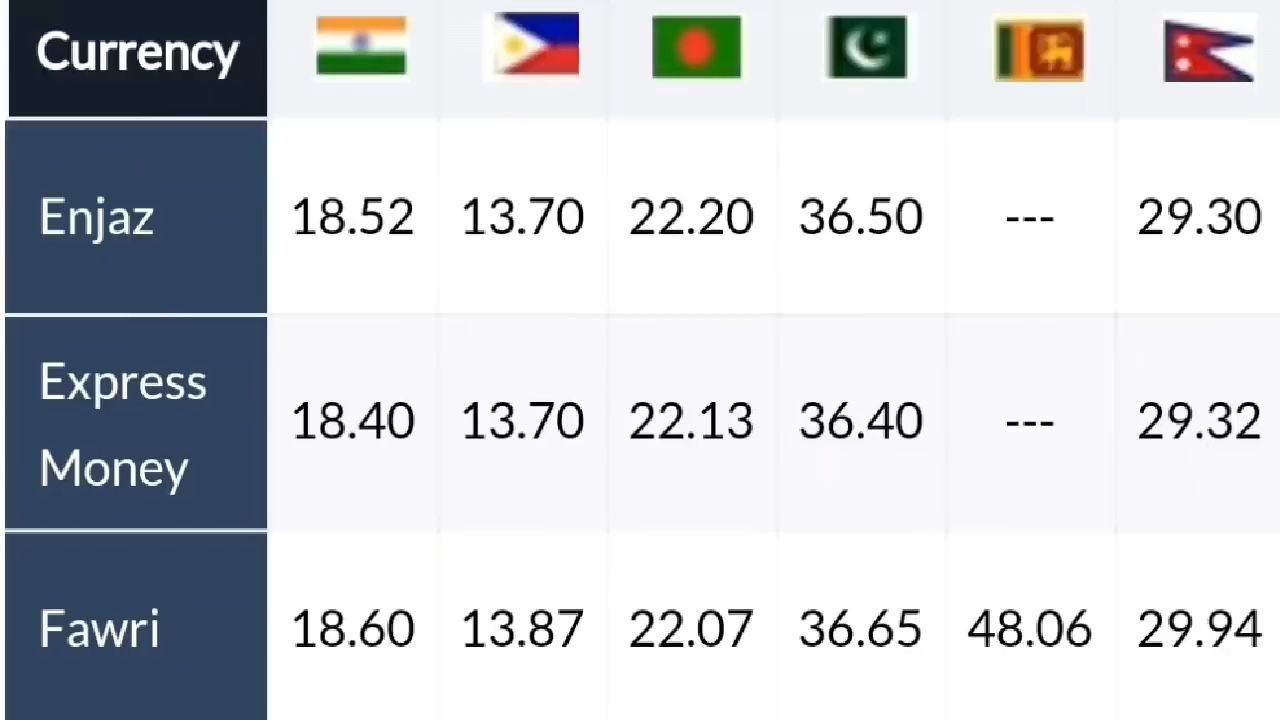 Currency
Enjaz 18.52 13.70 22.20 36.50 --- 29.30
Express
Money 18.40 13.70 22.13 36.40 --- 29.32
Fawri 18.60 13.87 22.07 36.65 48.06 29.94